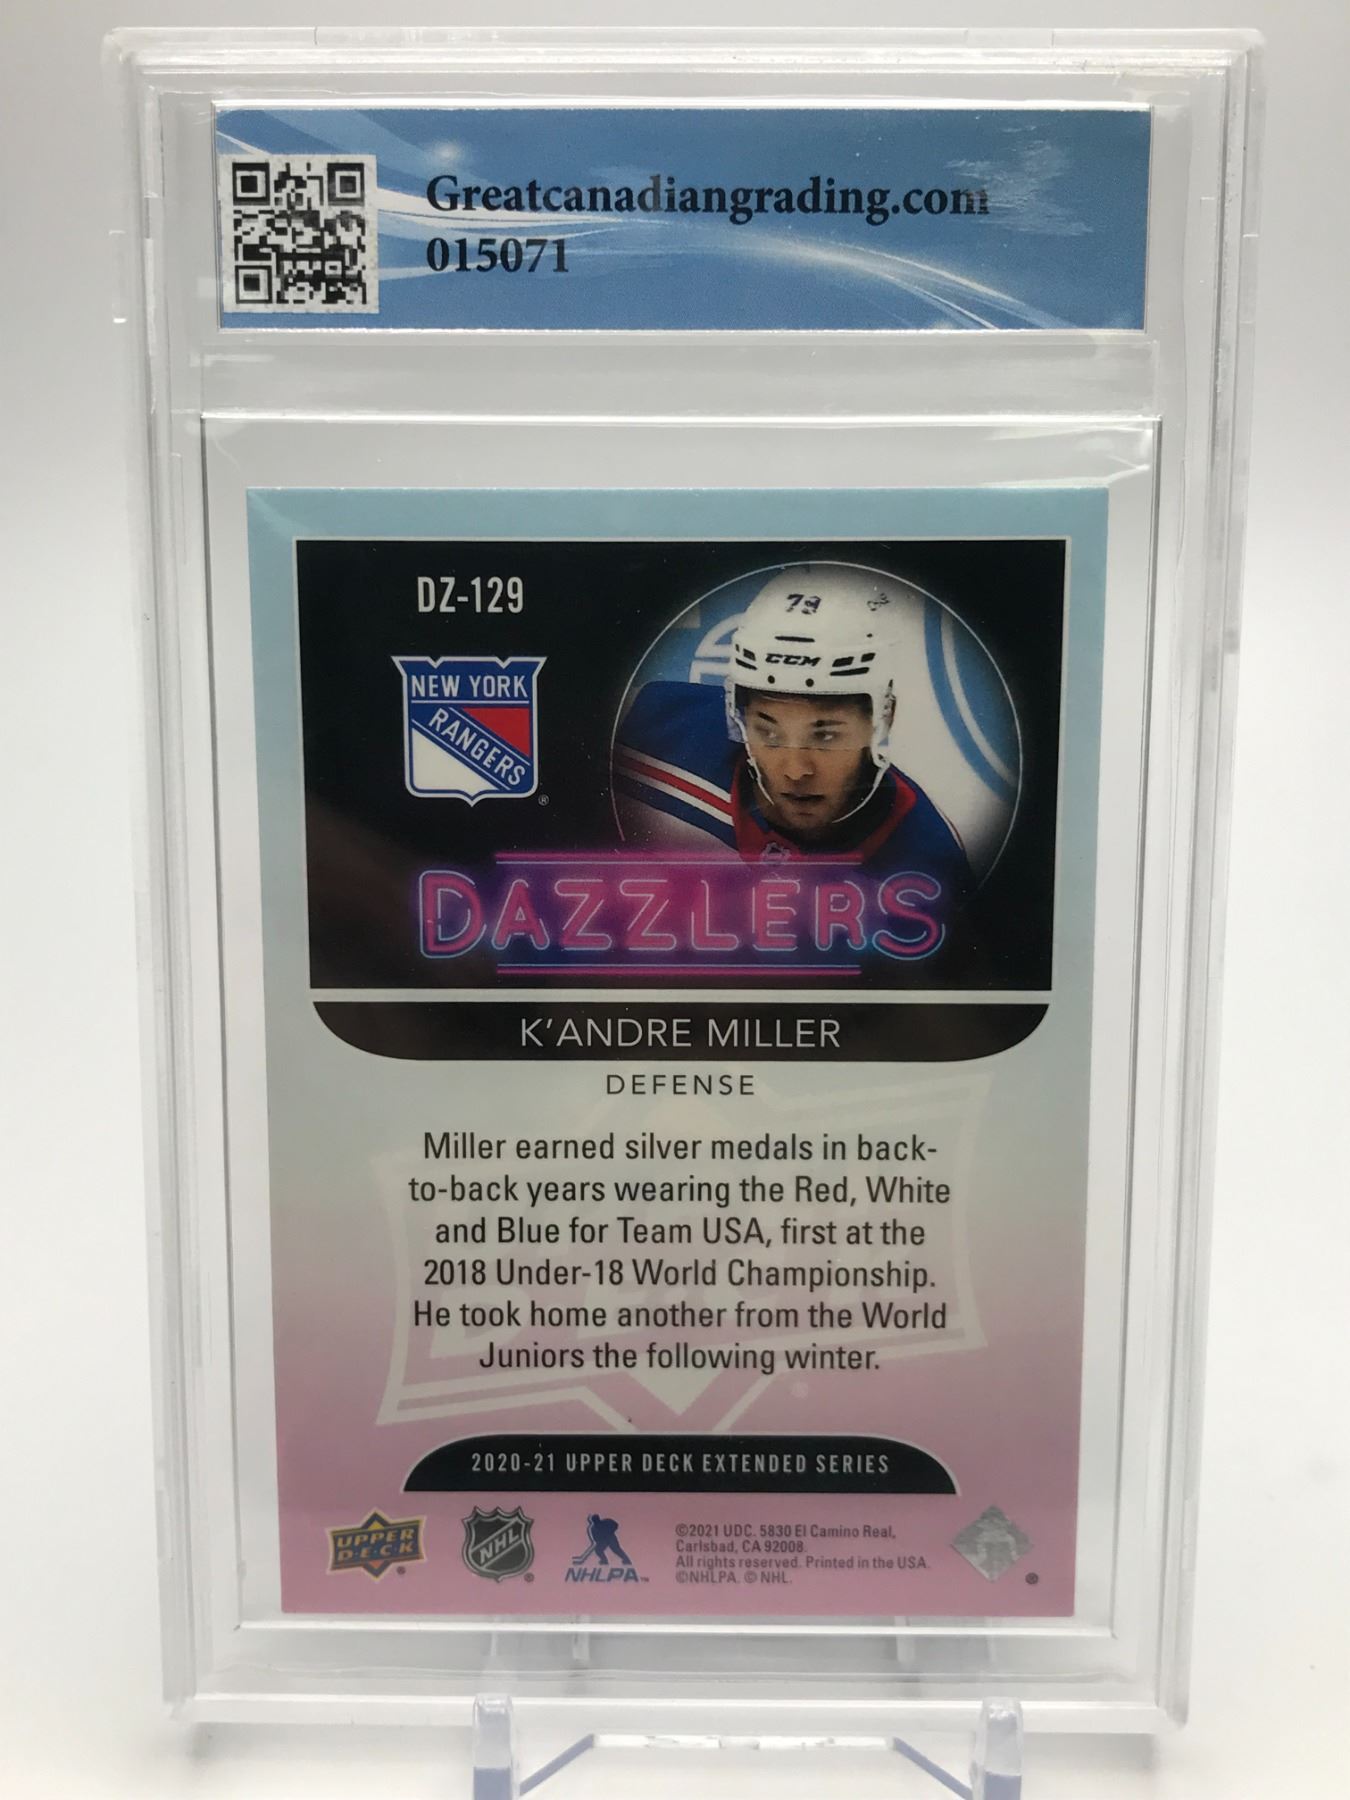 Greatcanadiangrading.com
015071
DZ-129
79
CCM
NEW YORK
RANGERS
®
DAZZLERS
K'ANDRE MILLER
DEFENSE
Miller earned silver medals in back-
to-back years wearing the Red, White
and Blue for Team USA, first at the
2018 Under-18 World Championship.
He took home another from the World
Juniors the following winter.
2020-21 UPPER DECK EXTENDED SERIES
UPPER
D·E·C·K
®
NHL
®
NHLPA™
©2021 UDC. 5830 El Camino Real,
Carlsbad, CA 92008.
All rights reserved. Printed in the USA.
©NHLPA. © NHL.